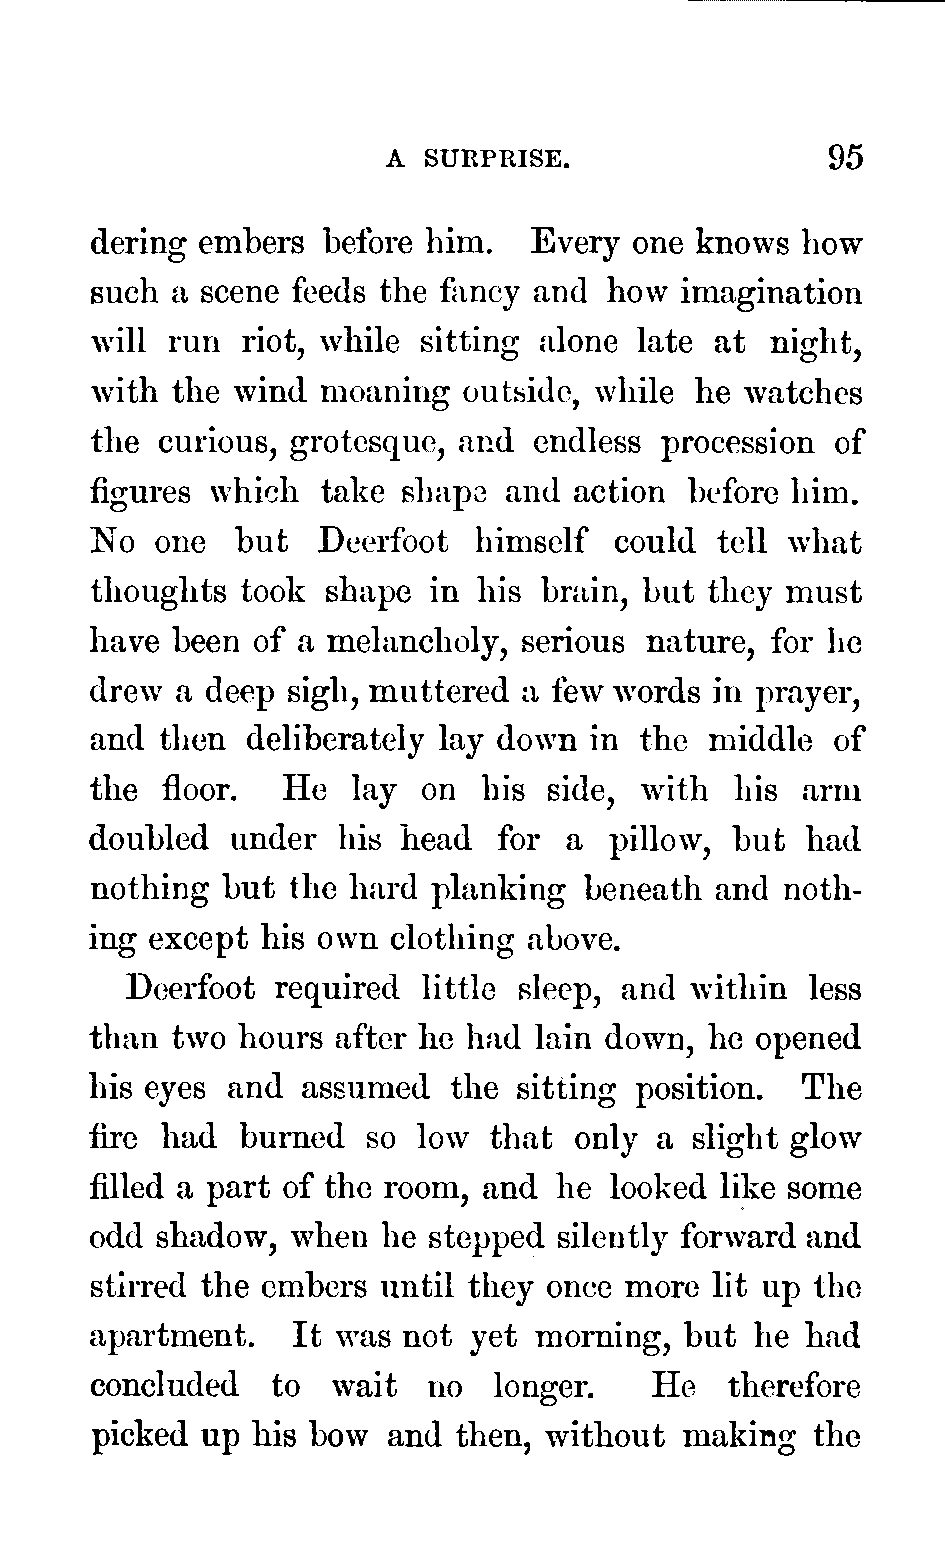 A SURPRISE. 95
dering embers before him. Every one knows how
such a scene feeds the fancy and how imagination
will run riot, while sitting alone late at night,
with the wind moaning outside, while he watches
the curious, grotesque, and endless procession of
figures which take shape and action before him.
No one but Deerfoot himself could tell what
thoughts took shape in his brain, but they must
have been of a melancholy, serious nature, for he
drew a deep sigh, muttered a few words in prayer,
and then deliberately lay down in the middle of
the floor. He lay on his side, with his arm
doubled under his head for a pillow, but had
nothing but the hard planking beneath and noth-
ing except his own clothing above.
Deerfoot required little sleep, and within less
than two hours after he had lain down, he opened
his eyes and assumed the sitting position. The
fire had burned so low that only a slight glow
filled a part of the room, and he looked like some
odd shadow, when he stepped silently forward and
stirred the embers until they once more lit up the
apartment. It was not yet morning, but he had
concluded to wait no longer. He therefore
picked up his bow and then, without making the